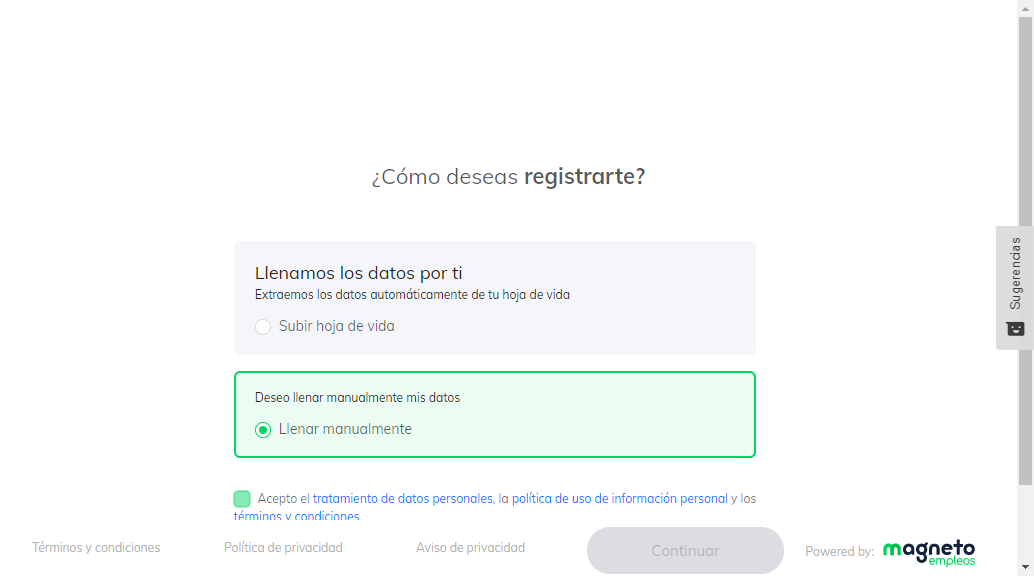 ¿Cómo deseas registrarte?
Llenamos los datos por ti
Extraemos los datos automáticamente de tu hoja de vida
Subir hoja de vida
Deseo llenar manualmente mis datos
Llenar manualmente
Acepto el tratamiento de datos personales, la política de uso de información personal y los
términos y condiciones
Términos y condiciones
Política de privacidad
Aviso de privacidad
Continuar
Powered by:
magneto
empleos
Sugerencias